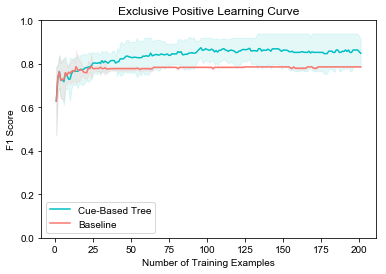 Exclusive Positive Learning Curve
1.0
0.8
0.6
0.4
0.2
0.0
F1 Score
Cue-Based Tree
Baseline
0 25 50 75 100 125 150 175 200
Number of Training Examples